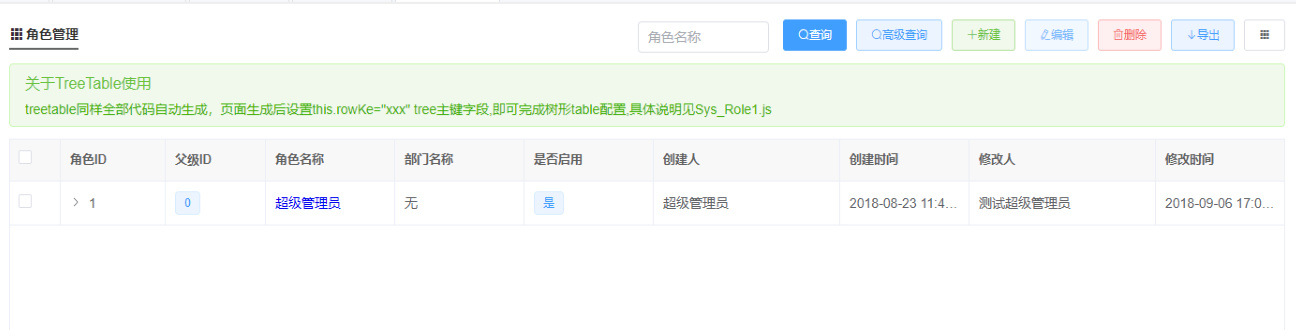 角色管理
角色名称
查询
高级查询
新建
编辑
删除
导出
关于TreeTable使用
treetable同样全部代码自动生成，页面生成后设置this.rowKe="xxx" tree主键字段,即可完成树形table配置,具体说明见Sys_Role1.js
角色ID 父级ID 角色名称 部门名称 是否启用 创建人 创建时间 修改人 修改时间
1 0 超级管理员 无 是 超级管理员 2018-08-23 11:4... 测试超级管理员 2018-09-06 17:0...